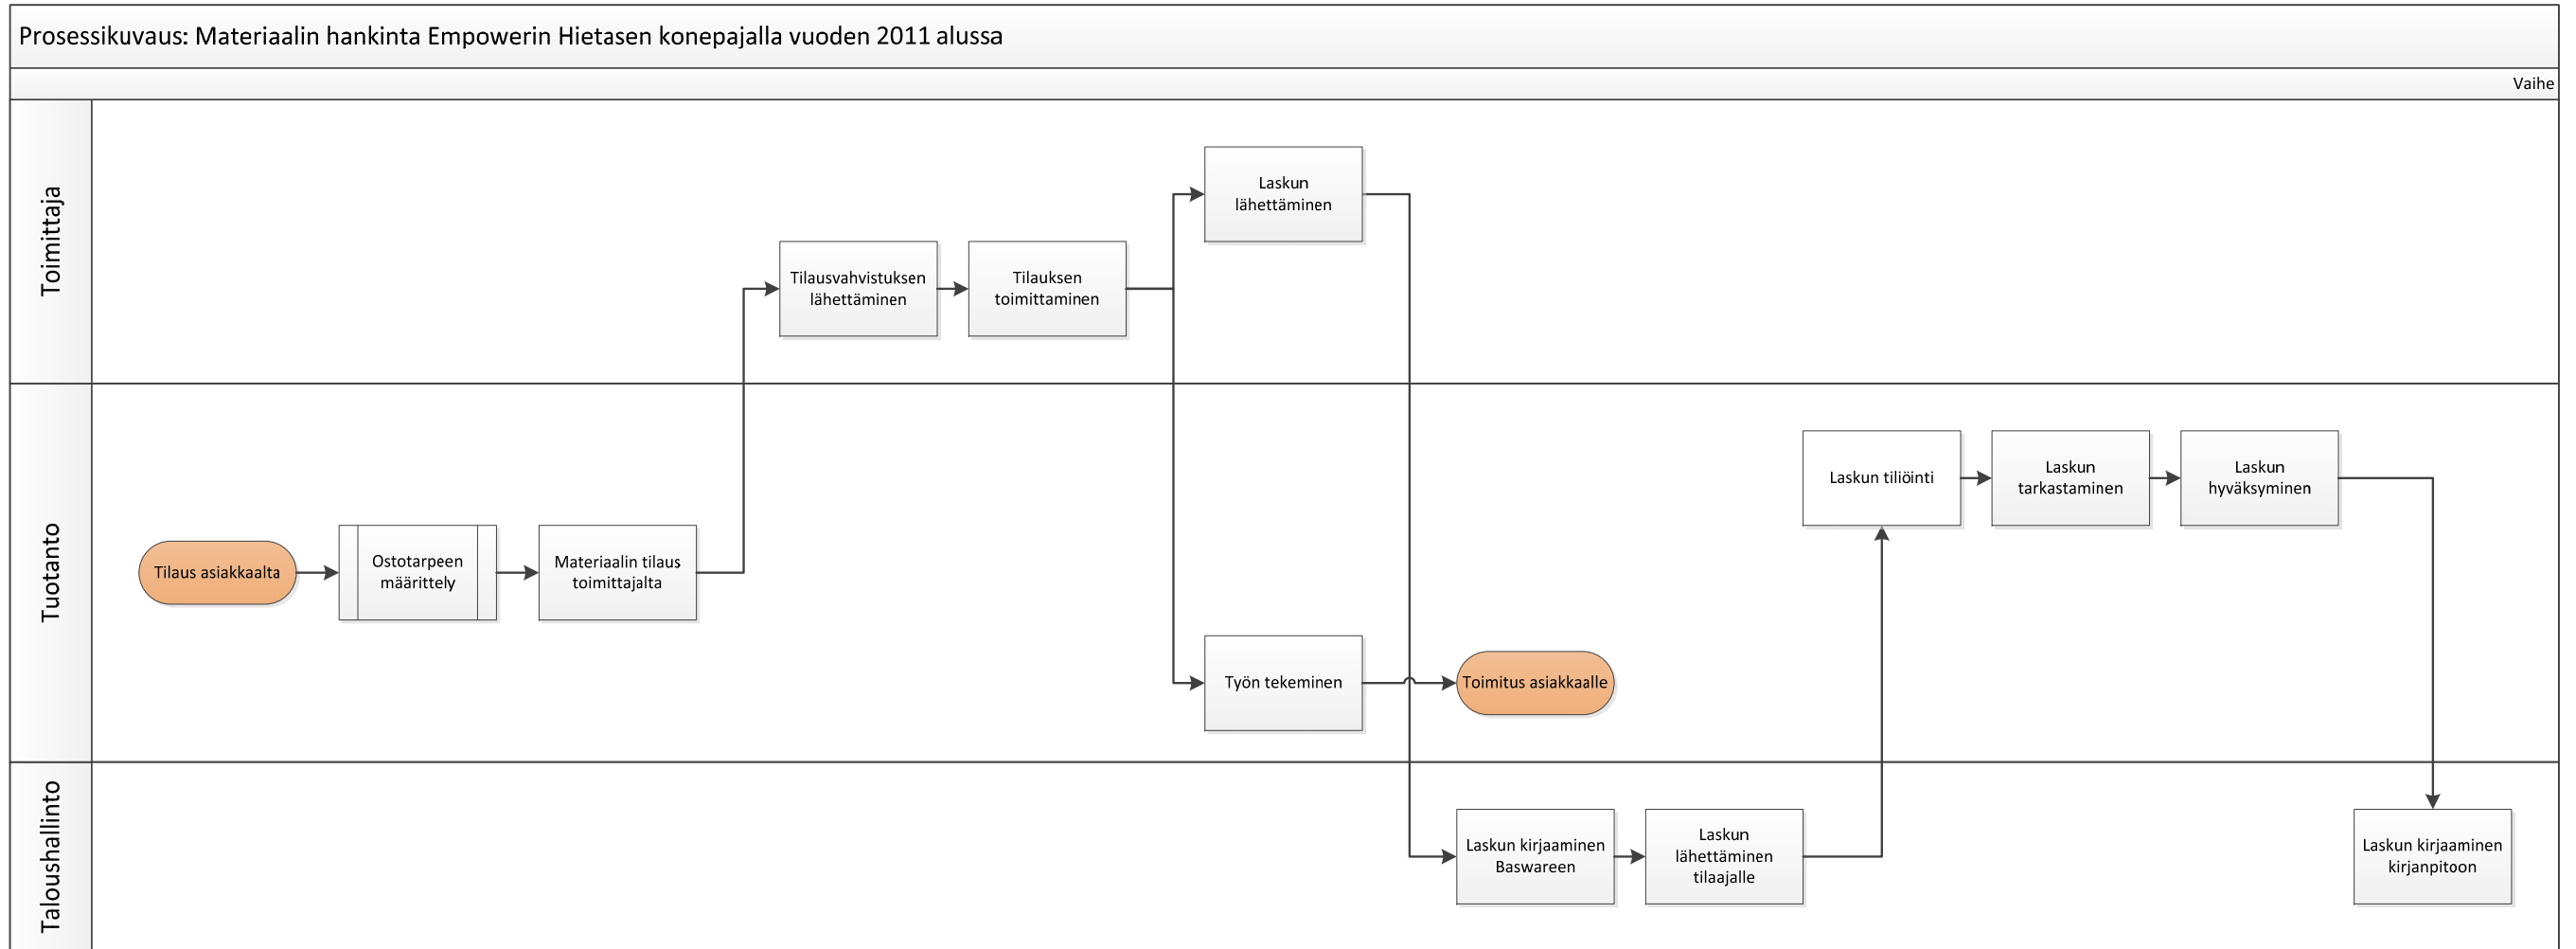 Prosessikuvaus: Materiaalin hankinta Empowerin Hietasen konepajalla vuoden 2011 alussa
Vaihe
Toimittaja
Laskun
lähettäminen
Tilausvahvistuksen
lähettäminen
Tilauksen
toimittaminen
Tuotanto
Tilaus asiakkaalta
Ostotarpeen
määrittely
Materiaalin tilaus
toimittajalta
Työn tekeminen
Toimitus asiakkaalle
Laskun tiliöinti
Laskun
tarkastaminen
Laskun
hyväksyminen
Taloushallinto
Laskun kirjaaminen
Baswareen
Laskun
lähettäminen
tilaajalle
Laskun kirjaaminen
kirjanpitoon